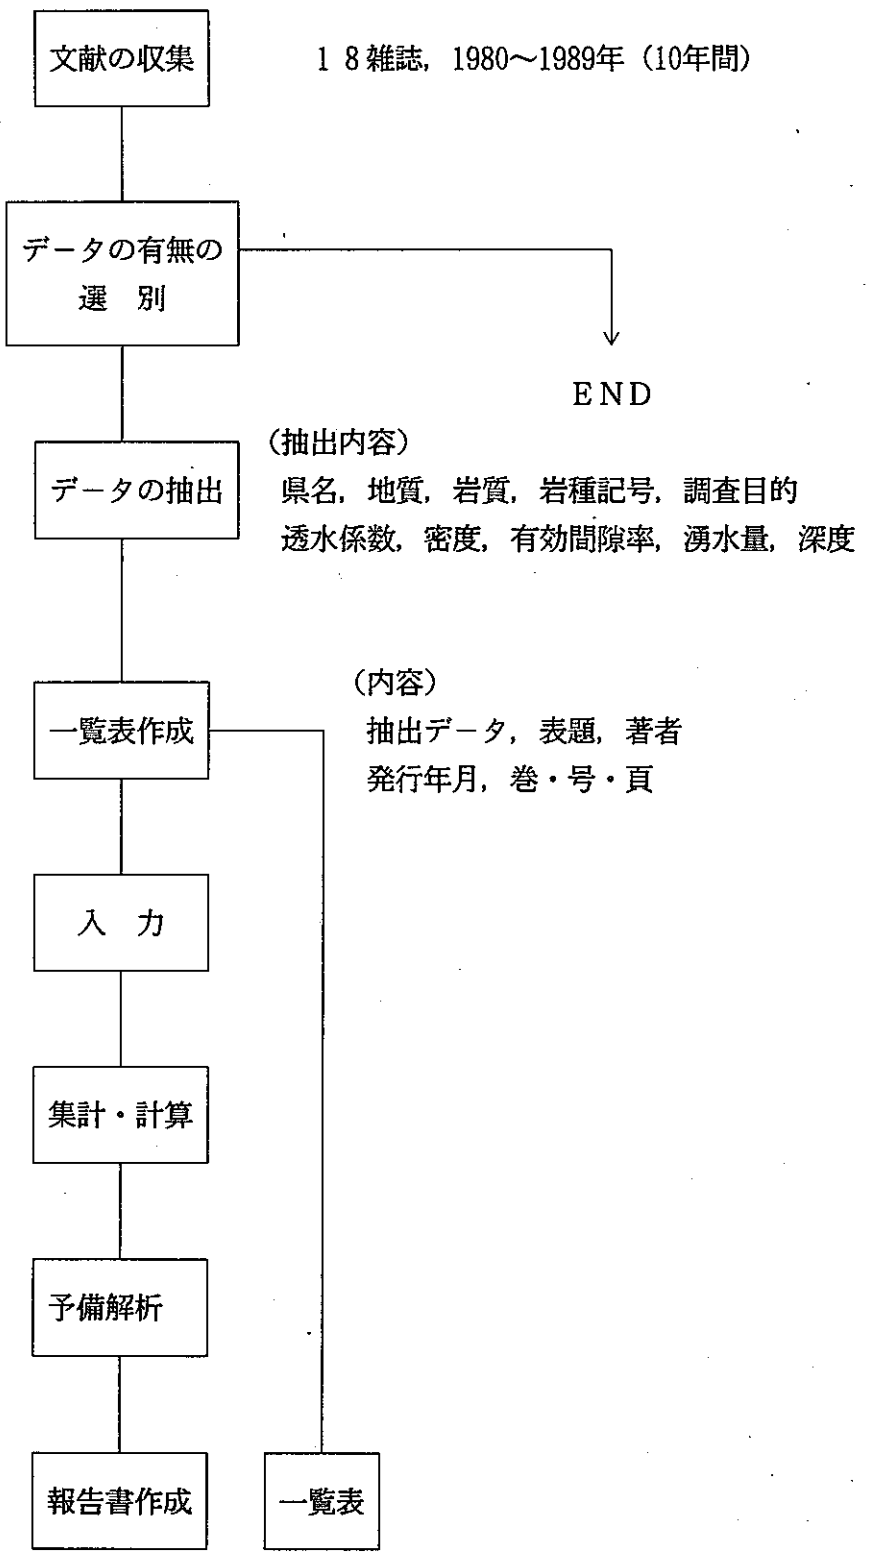 文献の収集
１８雑誌，1980～1989年（10年間）
データの有無の
選　別
ＥＮＤ
データの抽出
（抽出内容）
県名，地質，岩質，岩種記号，調査目的
透水係数，密度，有効間隙率，湧水量，深度
一覧表作成
（内容）
抽出データ，表題，著者
発行年月，巻・号・頁
入　力
集計・計算
予備解析
報告書作成
一覧表